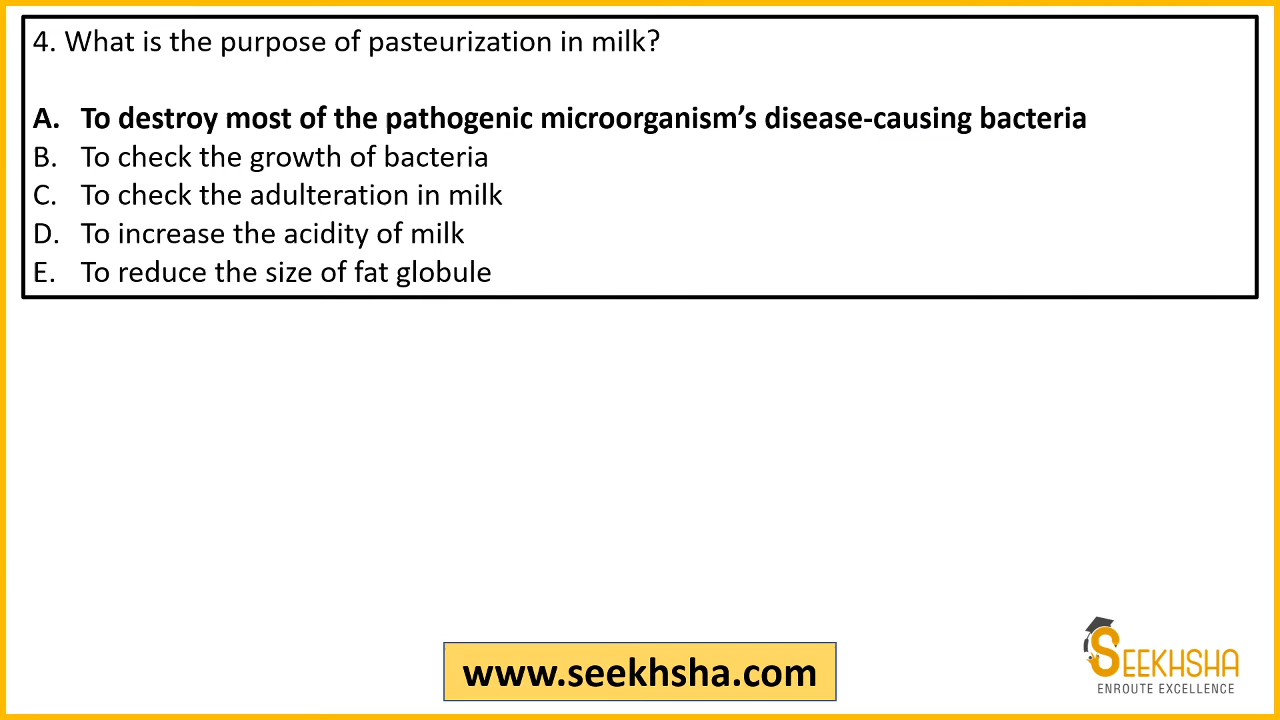 4. What is the purpose of pasteurization in milk?
A. To destroy most of the pathogenic microorganism’s disease-causing bacteria
B. To check the growth of bacteria
C. To check the adulteration in milk
D. To increase the acidity of milk
E. To reduce the size of fat globule
www.seekhsha.com
SEEKHSHA
ENROUTE EXCELLENCE